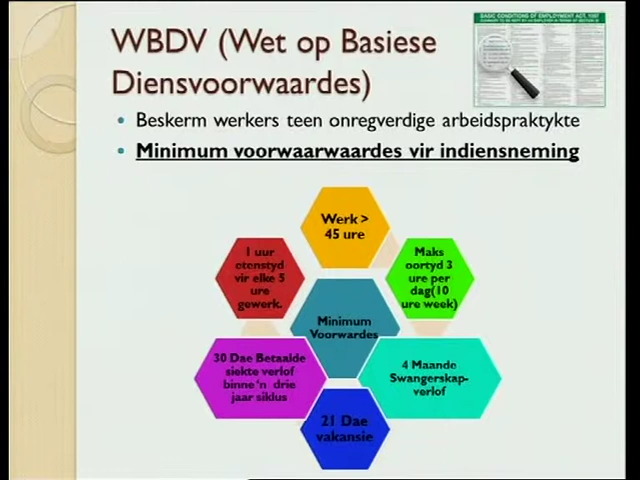 WBDV (Wet op Basiese
Diensvoorwaardes)
BASIC CONDITIONS OF EMPLOYMENT ACT, 1997
• Beskerm werkers teen onregverdige arbeidspraktykte
• Minimum voorwaarwaardes vir indiensneming
Werk >
45 ure
1 uur
etenstyd
vir elke 5
ure
gewerk.
Maks
oortyd 3
ure per
dag(10
ure week)
Minimum
Voorwardes
30 Dae Betaalde
siekte verlof
binne 'n drie
jaar siklus
4 Maande
Swangerskap-
verlof
21 Dae
vakansie